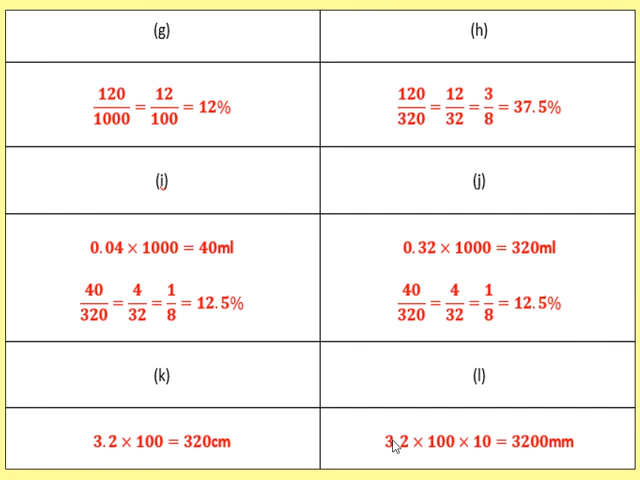 (g)
(h)
120/1000 = 12/100 = 12%
120/320 = 12/32 = 3/8 = 37.5%
(i)
(j)
0.04 × 1000 = 40ml
40/320 = 4/32 = 1/8 = 12.5%
0.32 × 1000 = 320ml
40/320 = 4/32 = 1/8 = 12.5%
(k)
(l)
3.2 × 100 = 320cm
3.2 × 100 × 10 = 3200mm